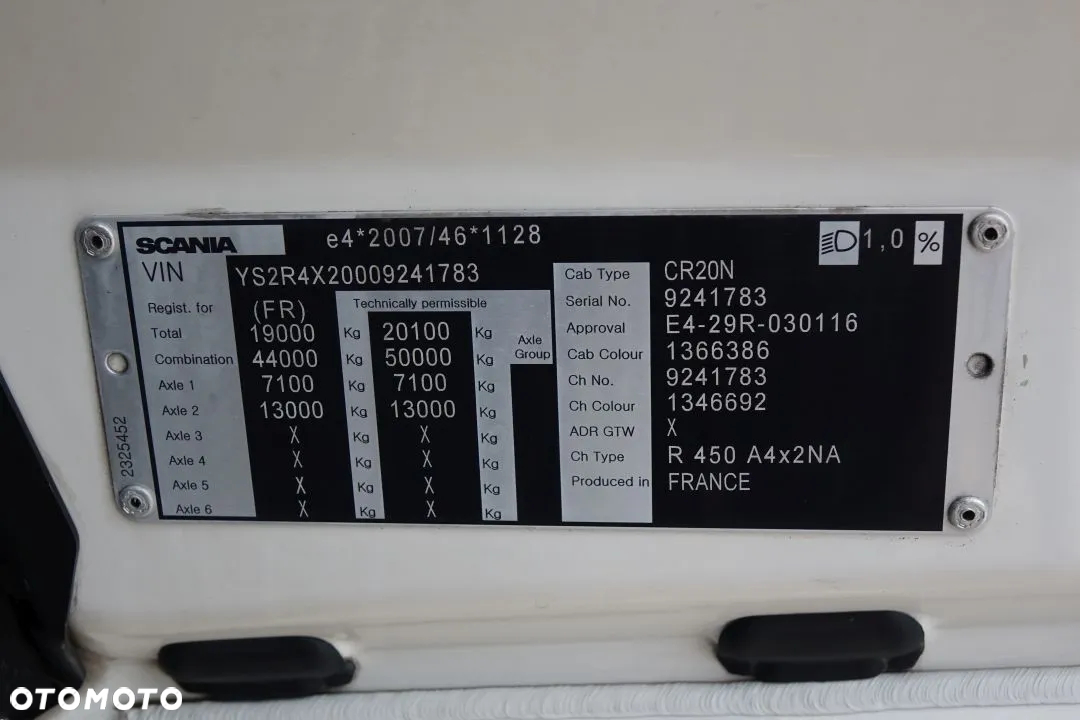 SCANIA e4*2007/46*1128 1,0 %
VIN YS2R4X20009241783
Regist. for (FR) Technically permissible
Total 19000 Kg 20100 Kg
Combination 44000 Kg 50000 Kg
Axle Group
Axle 1 7100 Kg 7100 Kg
Axle 2 13000 Kg 13000 Kg
Axle 3 X Kg X Kg
Axle 4 X Kg X Kg
Axle 5 X Kg X Kg
Axle 6 X Kg X Kg
Cab Type CR20N
Serial No. 9241783
Approval E4-29R-030116
Cab Colour 1366386
Ch No. 9241783
Ch Colour 1346692
ADR GTW X
Ch Type R 450 A4x2NA
Produced in FRANCE
2325452
OTOMOTO